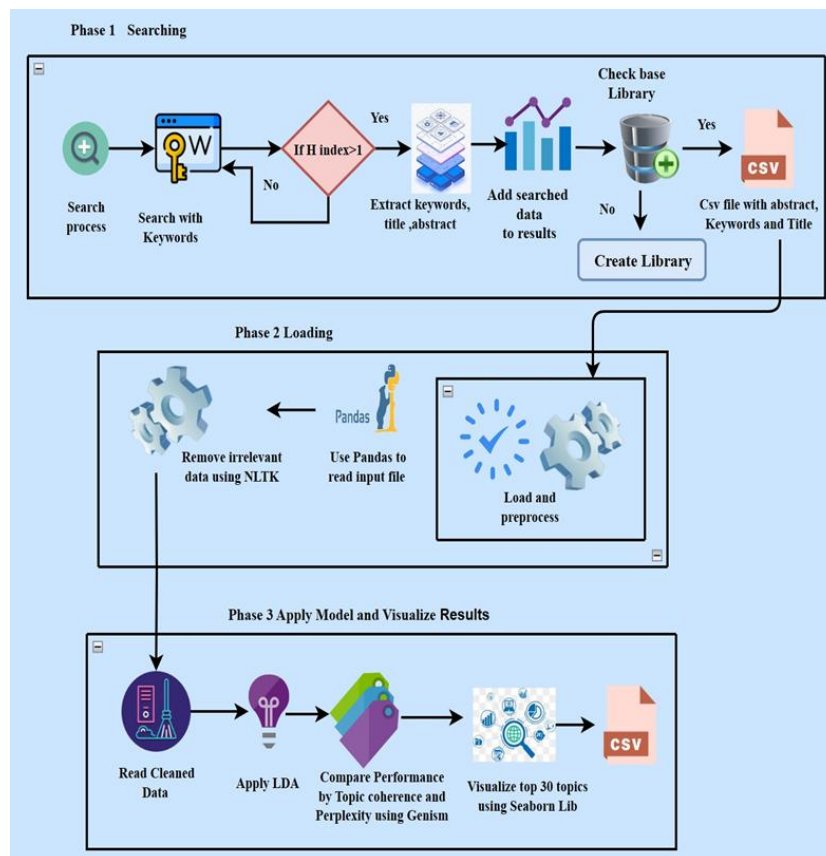 Phase 1 Searching
Search
process
W
Search with
Keywords
If H index>1
Yes
No
Extract keywords,
title ,abstract
Add searched
data
to results
Check base
Library
Yes
No
Create Library
CSV
Csv file with abstract,
Keywords and Title
Phase 2 Loading
Remove irrelevant
data using NLTK
Pandas
Use Pandas to
read input file
Load and
preprocess
Phase 3 Apply Model and Visualize Results
Read Cleaned
Data
Apply LDA
Compare Performance
by Topic coherence and
Perplexity using Genism
Visualize top 30 topics
using Seaborn Lib
CSV